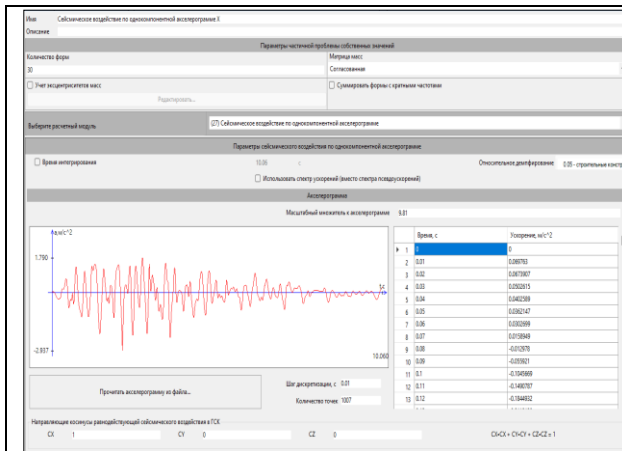 Имя Сейсмическое воздействие по однокомпонентной акселерограмме X
Описание
Параметры частичной проблемы собственных значений
Количество форм Матрица масс
30 Согласованная
Учет эксцентриситетов масс Суммировать формы с кратными частотами
Редактировать...
Выберите расчетный модуль (27) Сейсмическое воздействие по однокомпонентной акселерограмме
Параметры сейсмического воздействия по однокомпонентной акселерограмме
Время интегрирования 10.06 с Относительное демпфирование 0.05 - строительные констр
Использовать спектр ускорений (вместо спектра псевдоускорений)
Акселерограмма
Масштабный множитель к акселерограмме 9.81
a,м/с^2
1.790
-2.937
10.060
Время, с Ускорение, м/с^2
1 0 0
2 0.01 0.069763
3 0.02 0.0673907
4 0.03 0.0502615
5 0.04 0.0402589
6 0.05 0.0362147
7 0.06 0.0302699
8 0.07 0.0158949
9 0.08 -0.012978
10 0.09 -0.055921
11 0.1 -0.1045669
12 0.11 -0.1490787
13 0.12 -0.1844932
Прочитать акселерограмму из файла...
Шаг дискретизации, с 0.01
Количество точек 1007
Направляющие косинусы равнодействующей сейсмического воздействия в ГСК
CX 1 CY 0 CZ 0 CX•CX + CY•CY + CZ•CZ = 1